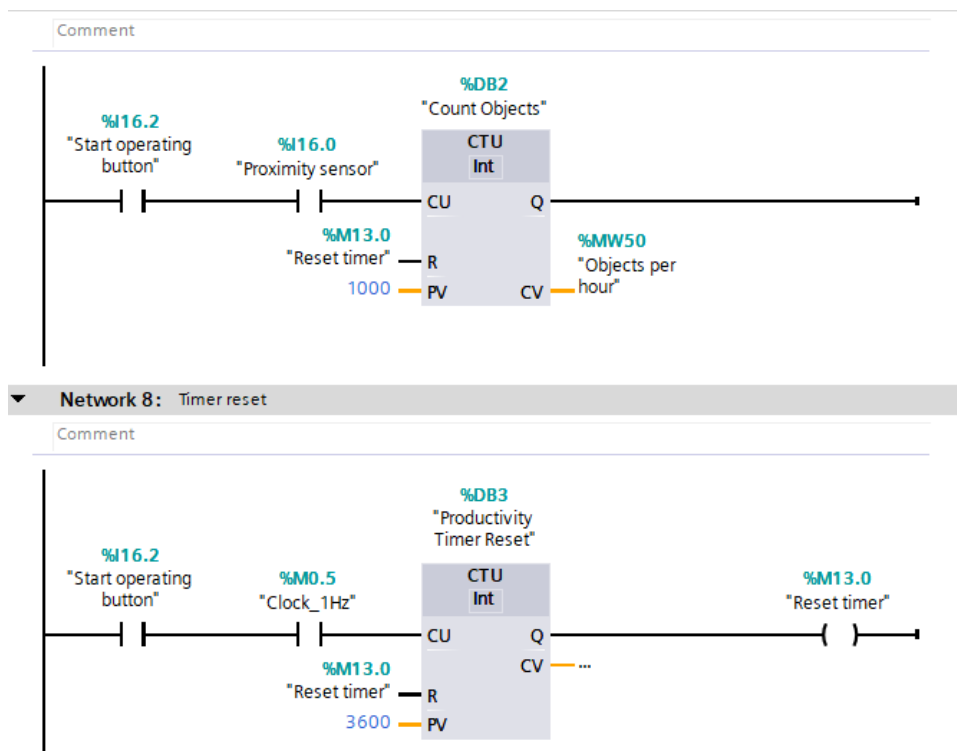 Comment
%DB2
"Count Objects"
%I16.2
"Start operating
button"
%I16.0
"Proximity sensor"
CTU
Int
CU
Q
%M13.0
"Reset timer"
R
1000
PV
CV
%MW50
"Objects per
hour"
Network 8: Timer reset
Comment
%DB3
"Productivity
Timer Reset"
%I16.2
"Start operating
button"
%M0.5
"Clock_1Hz"
CTU
Int
%M13.0
"Reset timer"
CU
Q
CV
...
%M13.0
"Reset timer"
R
3600
PV